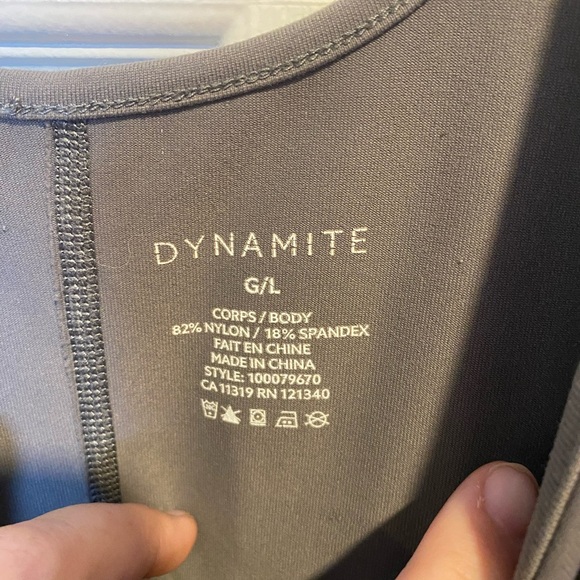 DYNAMITE
G/L
CORPS / BODY
82% NYLON / 18% SPANDEX
FAIT EN CHINE
MADE IN CHINA
STYLE: 100079670
CA 11319 RN 121340